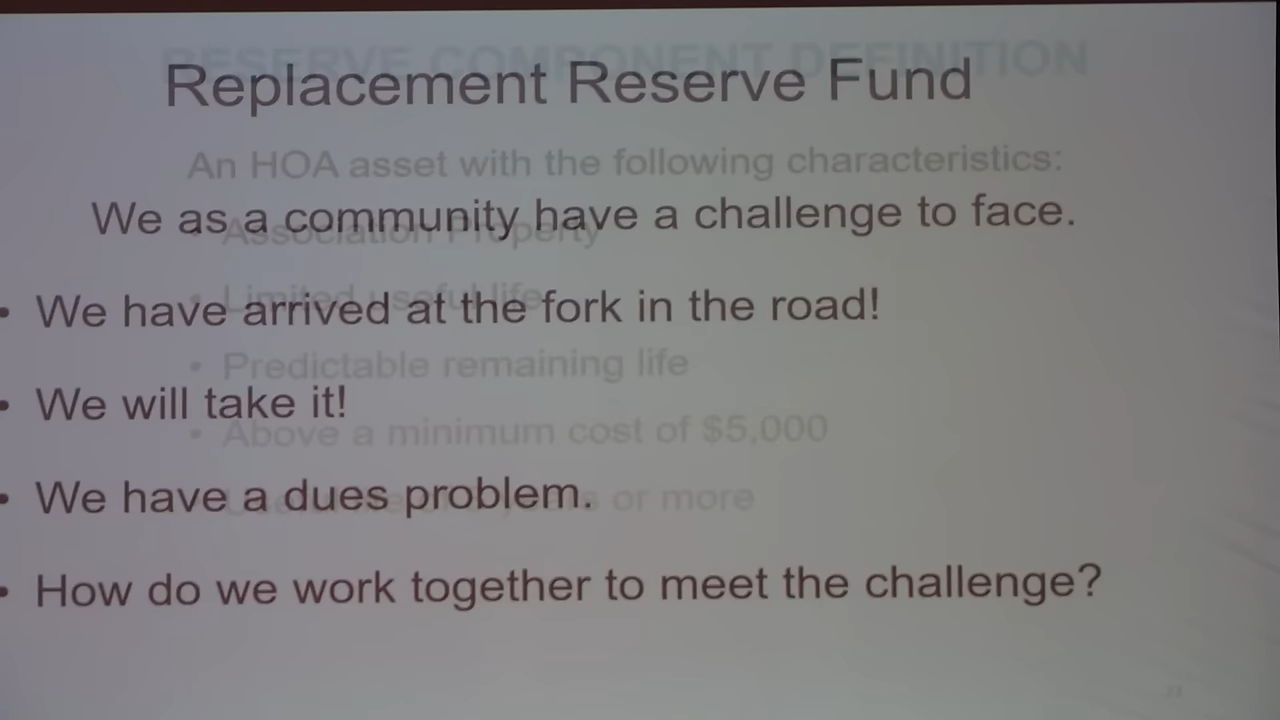 RESERVE COMPONENT DEFINITION
Replacement Reserve Fund
An HOA asset with the following characteristics:
We as a community have a challenge to face.
• Association Property
• Limited useful life
• We have arrived at the fork in the road!
• Predictable remaining life
• We will take it!
• Above a minimum cost of $5,000
• We have a dues problem.
or more
• How do we work together to meet the challenge?